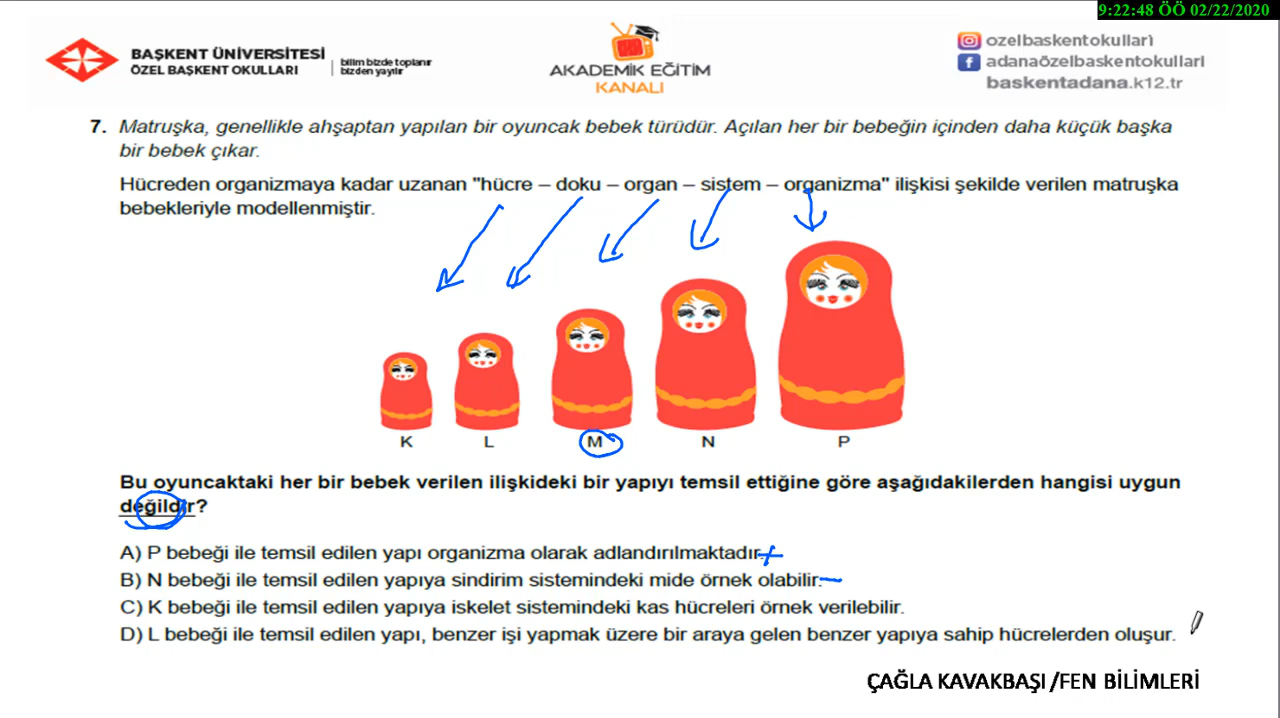 9:22:48 ÖÖ 02/22/2020
BAŞKENT ÜNİVERSİTESİ
ÖZEL BAŞKENT OKULLARI
bilim bizde toplanır
bizden yayılır
AKADEMİK EĞİTİM
KANALI
ozelbaskentokullari
adanaözelbaskentokullari
baskentadana.k12.tr
7. Matruşka, genellikle ahşaptan yapılan bir oyuncak bebek türüdür. Açılan her bir bebeğin içinden daha küçük başka
bir bebek çıkar.
Hücreden organizmaya kadar uzanan "hücre – doku – organ – sistem – organizma" ilişkisi şekilde verilen matruşka
bebekleriyle modellenmiştir.
K L M N P
Bu oyuncaktaki her bir bebek verilen ilişkideki bir yapıyı temsil ettiğine göre aşağıdakilerden hangisi uygun
değildir?
A) P bebeği ile temsil edilen yapı organizma olarak adlandırılmaktadır.
B) N bebeği ile temsil edilen yapıya sindirim sistemindeki mide örnek olabilir.
C) K bebeği ile temsil edilen yapıya iskelet sistemindeki kas hücreleri örnek verilebilir.
D) L bebeği ile temsil edilen yapı, benzer işi yapmak üzere bir araya gelen benzer yapıya sahip hücrelerden oluşur.
ÇAĞLA KAVAKBAŞI /FEN BİLİMLERİ